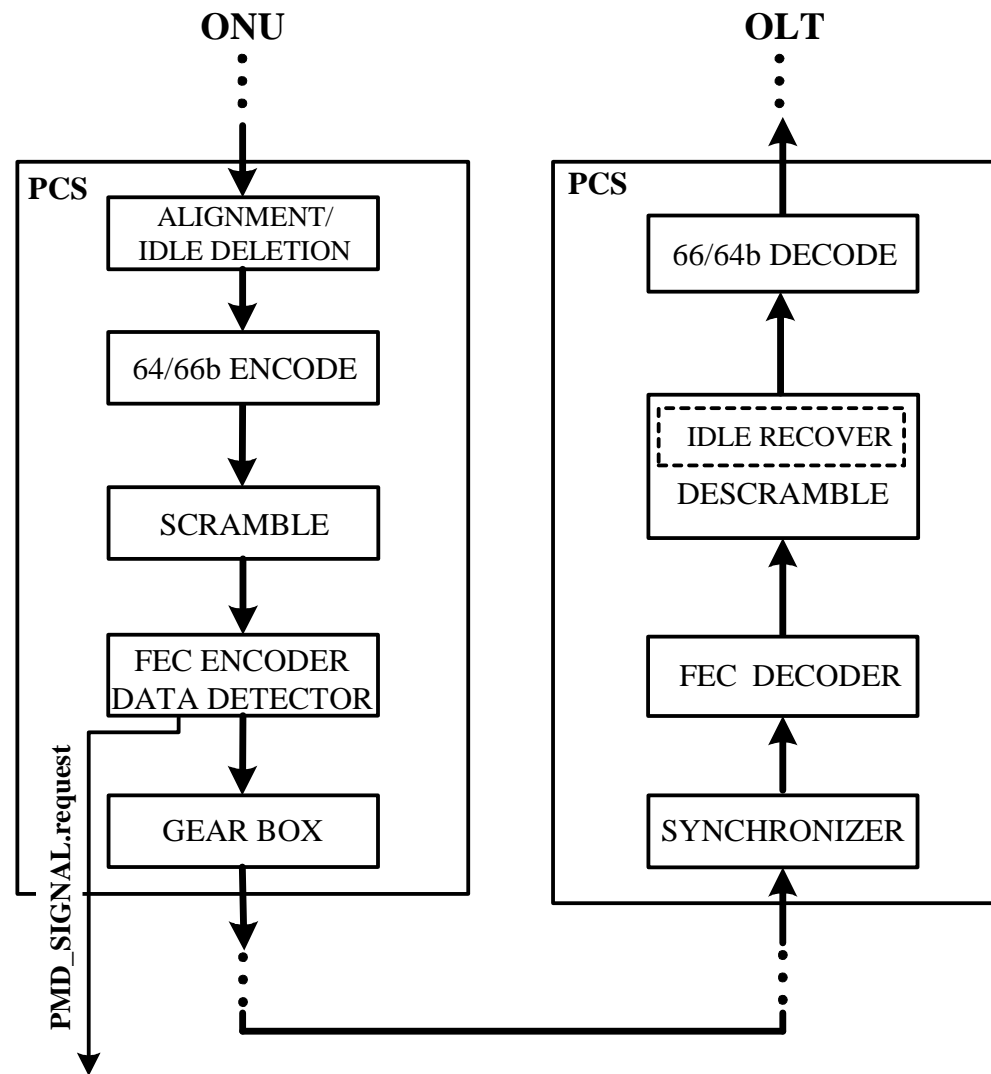 ONU
PCS
ALIGNMENT/
IDLE DELETION
64/66b ENCODE
SCRAMBLE
FEC ENCODER
DATA DETECTOR
GEAR BOX
PMD_SIGNAL.request
OLT
PCS
66/64b DECODE
IDLE RECOVER
DESCRAMBLE
FEC DECODER
SYNCHRONIZER